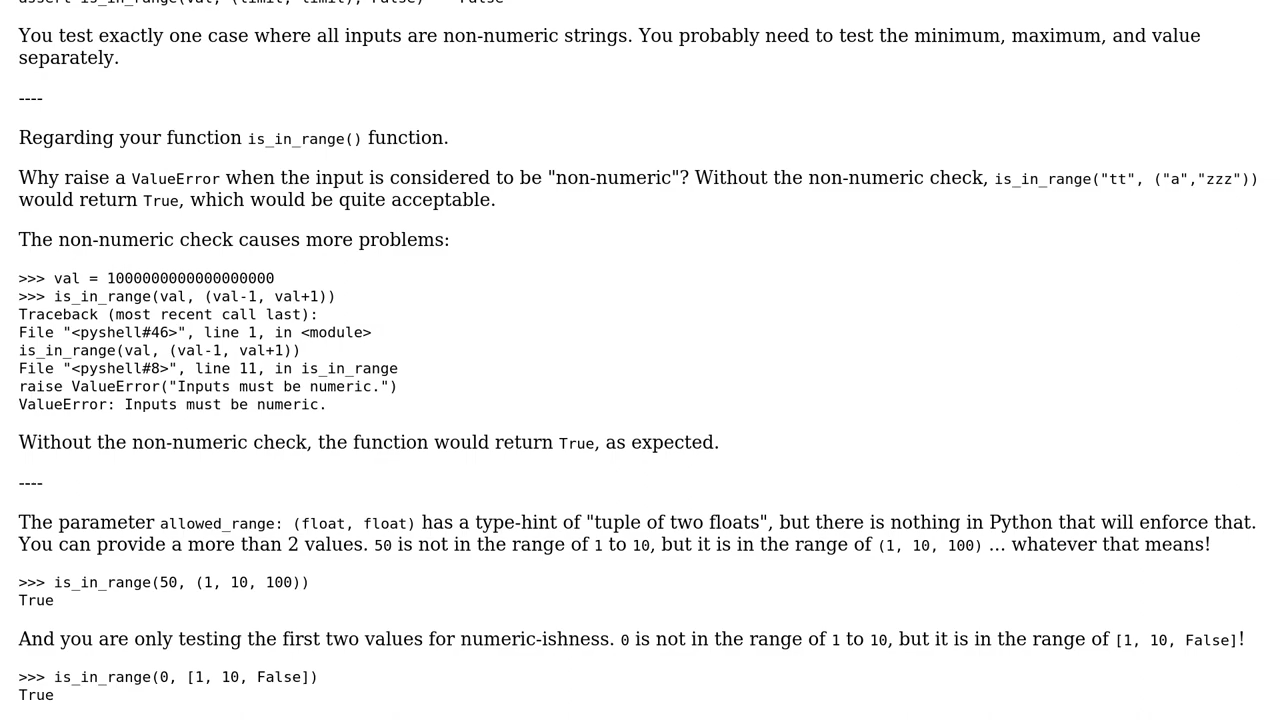 assert is_in_range(val, (limit, limit), False) == False
You test exactly one case where all inputs are non-numeric strings. You probably need to test the minimum, maximum, and value
separately.
----
Regarding your function is_in_range() function.
Why raise a ValueError when the input is considered to be "non-numeric"? Without the non-numeric check, is_in_range("tt", ("a","zzz"))
would return True, which would be quite acceptable.
The non-numeric check causes more problems:
>>> val = 1000000000000000000
>>> is_in_range(val, (val-1, val+1))
Traceback (most recent call last):
File "<pyshell#46>", line 1, in <module>
is_in_range(val, (val-1, val+1))
File "<pyshell#8>", line 11, in is_in_range
raise ValueError("Inputs must be numeric.")
ValueError: Inputs must be numeric.
Without the non-numeric check, the function would return True, as expected.
----
The parameter allowed_range: (float, float) has a type-hint of "tuple of two floats", but there is nothing in Python that will enforce that.
You can provide a more than 2 values. 50 is not in the range of 1 to 10, but it is in the range of (1, 10, 100) ... whatever that means!
>>> is_in_range(50, (1, 10, 100))
True
And you are only testing the first two values for numeric-ishness. 0 is not in the range of 1 to 10, but it is in the range of [1, 10, False]!
>>> is_in_range(0, [1, 10, False])
True